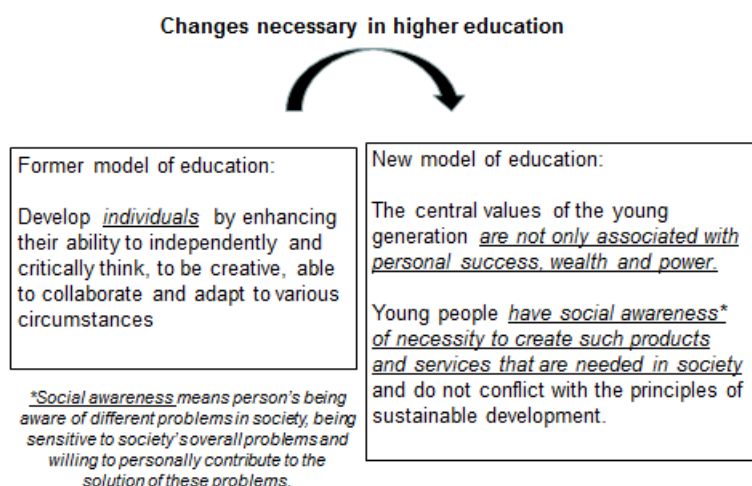 Changes necessary in higher education
Former model of education:
Develop individuals by enhancing
their ability to independently and
critically think, to be creative, able
to collaborate and adapt to various
circumstances
*Social awareness means person's being
aware of different problems in society, being
sensitive to society's overall problems and
willing to personally contribute to the
solution of these problems.
New model of education:
The central values of the young
generation are not only associated with
personal success, wealth and power.
Young people have social awareness*
of necessity to create such products
and services that are needed in society
and do not conflict with the principles of
sustainable development.